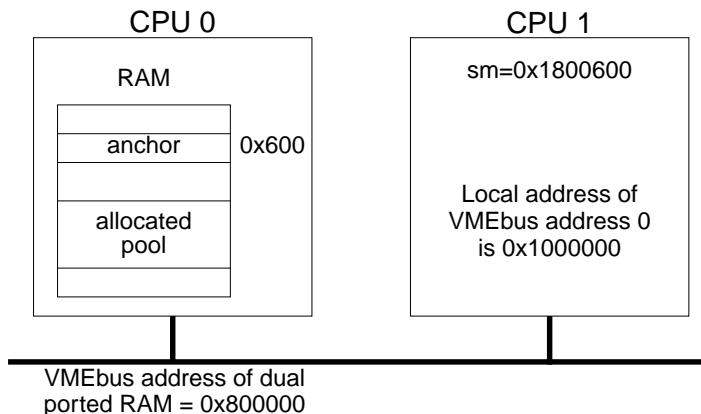 CPU 0
RAM
anchor
0x600
allocated
pool
CPU 1
sm=0x1800600
Local address of
VMEbus address 0
is 0x1000000
VMEbus address of dual
ported RAM = 0x800000